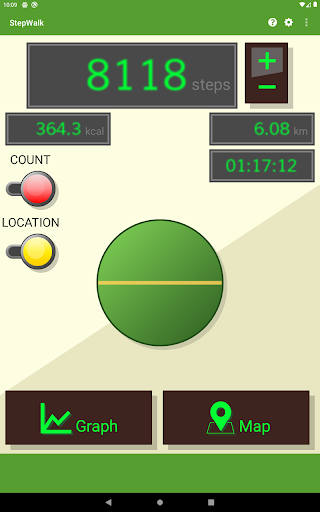 10:09
StepWalk
8118 steps
+
364.3 kcal
6.08 km
−
01:17:12
COUNT
LOCATION
Graph
Map